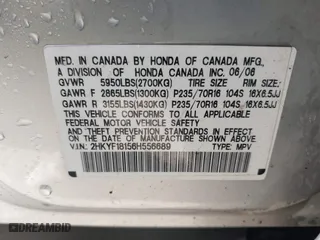 MFD. IN CANADA BY HONDA OF CANADA MFG.
A DIVISION OF HONDA CANADA INC. 06/06
GVWR 5950LBS(2700KG) TIRE SIZE, RIM SIZE,
GAWR F 2865LBS(1300KG) P235/70R16 104S 16X6.5JJ
GAWR R 3155LBS(1430KG) P235/70R16 104S 16X6.5JJ
THIS VEHICLE CONFORMS TO ALL APPLICABLE
FEDERAL MOTOR VEHICLE SAFETY STANDARDS IN
EFFECT ON THE DATE OF MANUFACTURE SHOWN ABOVE.
V.I.N: 2HKYF18156H556689 TYPE: MPV
© DREAMBID IMAGES